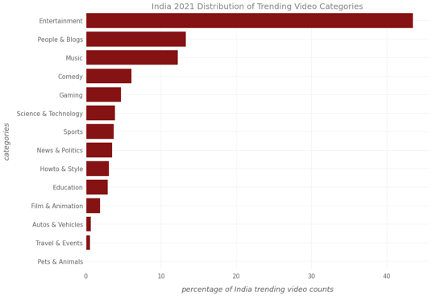 India 2021 Distribution of Trending Video Categories
Entertainment
People & Blogs
Music
Comedy
Gaming
Science & Technology
Sports
News & Politics
Howto & Style
Education
Film & Animation
Autos & Vehicles
Travel & Events
Pets & Animals
categories
0 10 20 30 40
percentage of India trending video counts